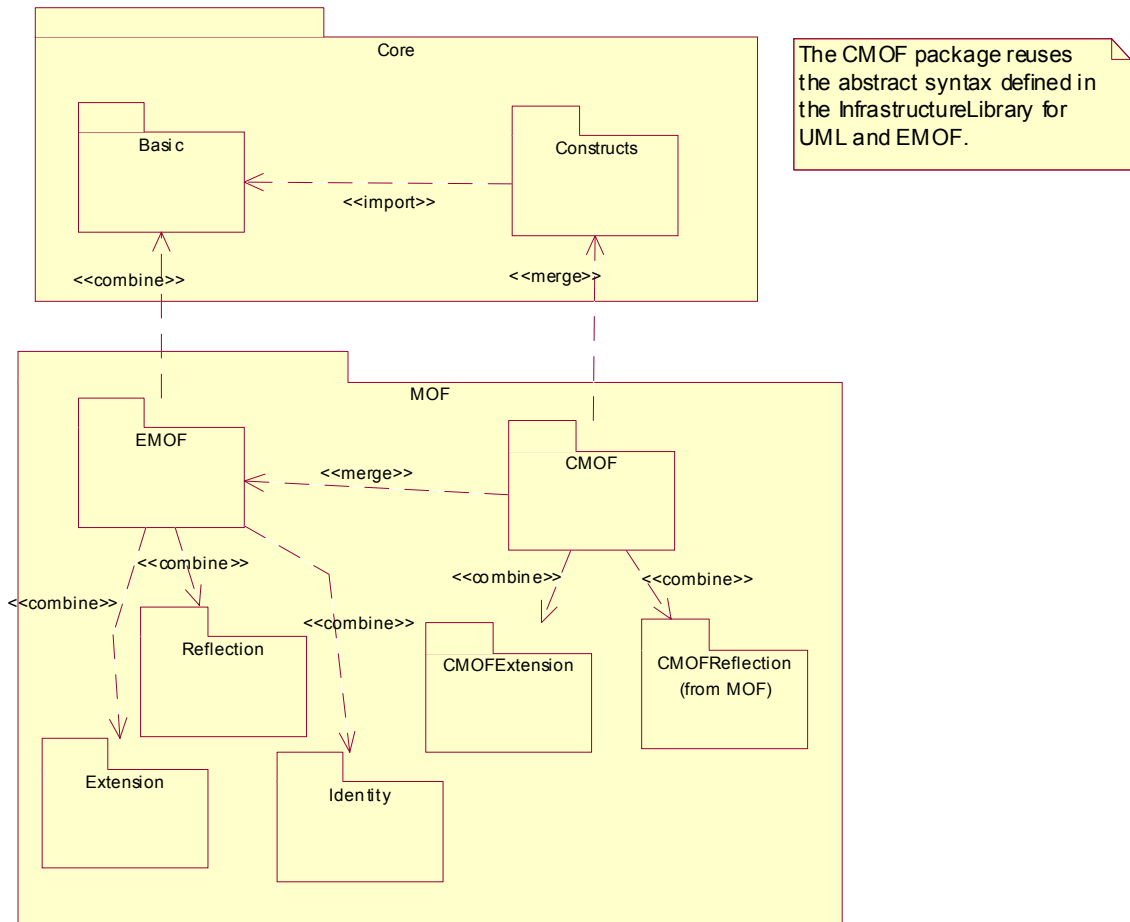 Core
The CMOF package reuses
the abstract syntax defined in
the InfrastructureLibrary for
UML and EMOF.
Basic
Constructs
<<import>>
<<combine>>
<<merge>>
MOF
EMOF
CMOF
<<merge>>
<<combine>>
<<combine>>
<<combine>>
<<combine>>
<<combine>>
Reflection
CMOFExtension
CMOFReflection
(from MOF)
Extension
Identity